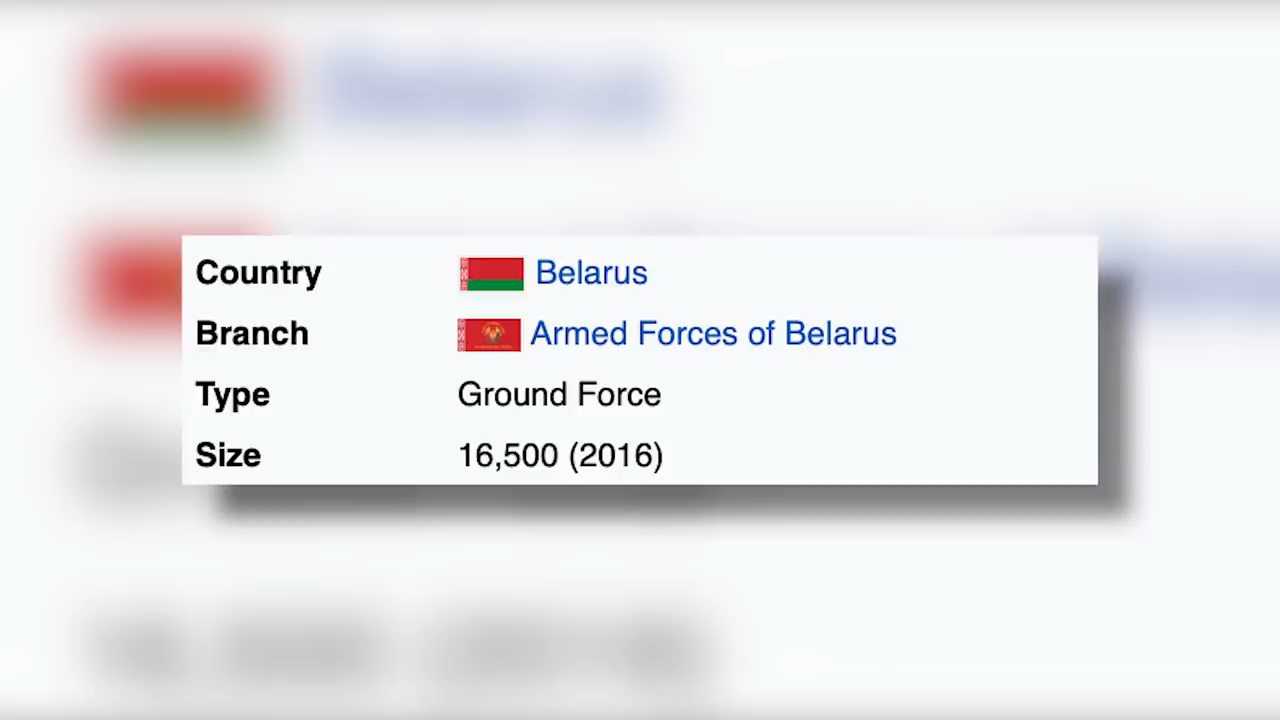 Country Belarus
Branch Armed Forces of Belarus
Type Ground Force
Size 16,500 (2016)